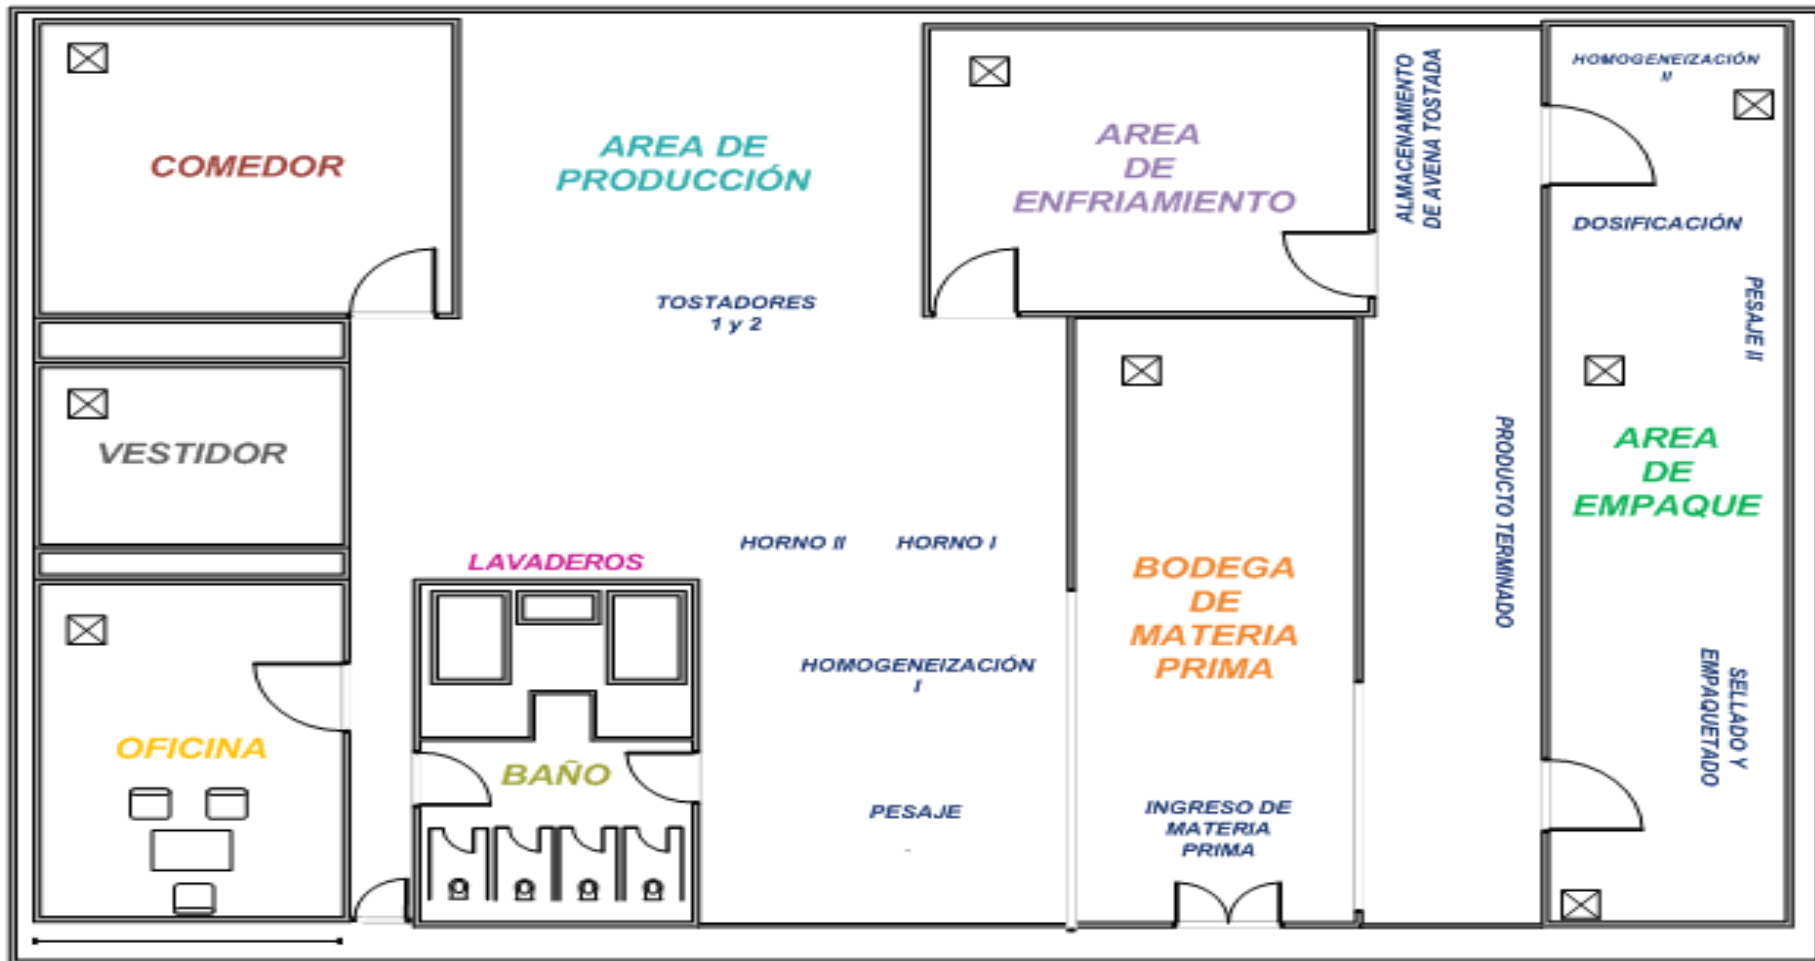 COMEDOR
AREA DE
PRODUCCIÓN
AREA
DE
ENFRIAMIENTO
ALMACENAMIENTO
DE AVENA TOSTADA
HOMOGENEIZACIÓN
II
DOSIFICACIÓN
PESAJE II
TOSTADORES
1 y 2
VESTIDOR
PRODUCTO TERMINADO
AREA
DE
EMPAQUE
LAVADEROS
HORNO II
HORNO I
BODEGA
DE
MATERIA
PRIMA
HOMOGENEIZACIÓN
I
SELLADO Y
EMPAQUETADO
OFICINA
BAÑO
PESAJE
INGRESO DE
MATERIA
PRIMA